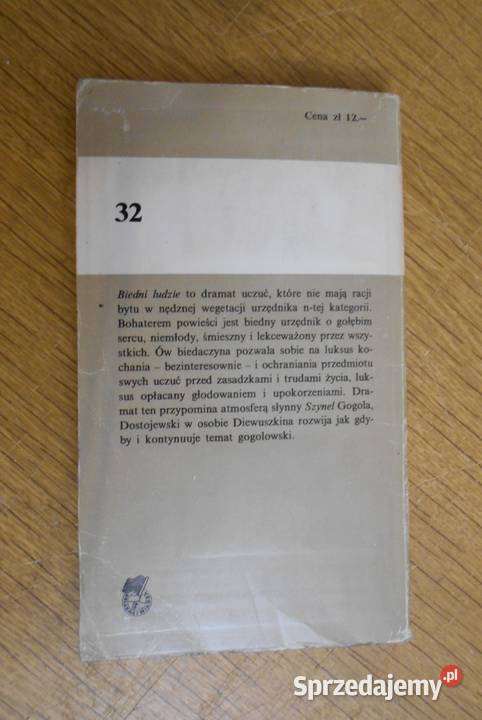 Cena zł 12.–
32
Biedni ludzie to dramat uczuć, które nie mają racji
bytu w nędznej wegetacji urzędnika n-tej kategorii.
Bohaterem powieści jest biedny urzędnik o gołębim
sercu, niemłody, śmieszny i lekceważony przez wszy-
stkich. Ów biedaczyna pozwala sobie na luksus ko-
chania – bezinteresownie – i ochraniania przedmiotu
swych uczuć przed zasadzkami i trudami życia, luk-
sus opłacany głodowaniem i upokorzeniami. Dra-
mat ten przypomina atmosferą słynny Szynel Gogola,
Dostojewski w osobie Diewuszkina rozwija jak gdy-
by i kontynuuje temat gogolowski.
Sprzedajemy.pl